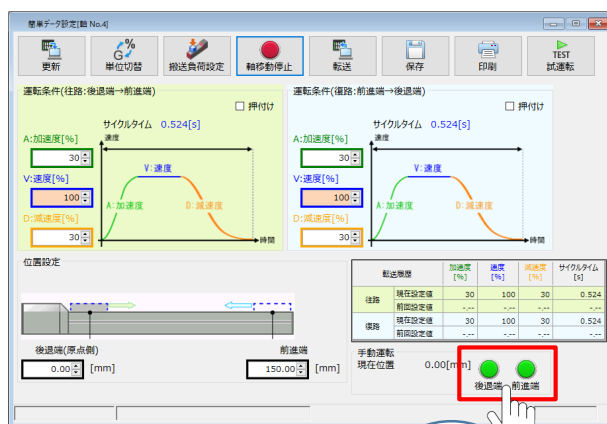 簡単データ設定[軸 No.4]
更新
% G
単位切替
搬送負荷設定
軸移動停止
転送
保存
印刷
TEST
試運転
運転条件(往路:後退端→前進端)
押付け
サイクルタイム 0.524[s]
A:加速度[%]
30
V:速度[%]
100
D:減速度[%]
30
速度
V:速度
A:加速度
D:減速度
時間
運転条件(復路:前進端→後退端)
押付け
サイクルタイム 0.524[s]
A:加速度[%]
30
V:速度[%]
100
D:減速度[%]
30
速度
V:速度
A:加速度
D:減速度
時間
位置設定
後退端(原点側)
0.00 [mm]
前進端
150.00 [mm]
転送履歴 加速度[%] 速度[%] 減速度[%] サイクルタイム[s]
往路 現在設定値 30 100 30 0.524
前回設定値 -.-- -.-- -.-- -.--
復路 現在設定値 30 100 30 0.524
前回設定値 -.-- -.-- -.-- -.--
手動運転
現在位置 0.00[mm]
後退端 前進端